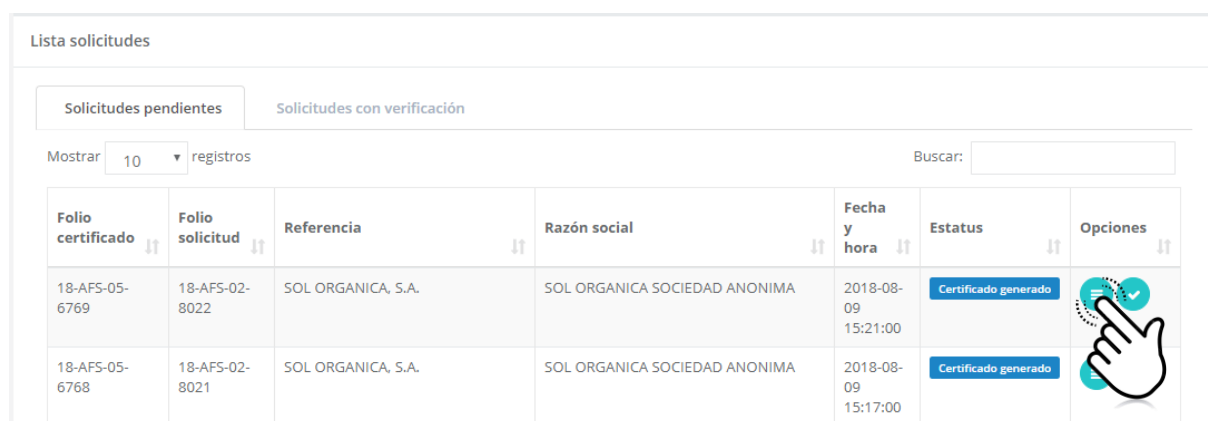 Lista solicitudes
Solicitudes pendientes
Solicitudes con verificación
Mostrar 10 registros
Buscar:
Folio certificado
Folio solicitud
Referencia
Razón social
Fecha y hora
Estatus
Opciones
18-AFS-05-6769
18-AFS-02-8022
SOL ORGANICA, S.A.
SOL ORGANICA SOCIEDAD ANONIMA
2018-08-09 15:21:00
Certificado generado
18-AFS-05-6768
18-AFS-02-8021
SOL ORGANICA, S.A.
SOL ORGANICA SOCIEDAD ANONIMA
2018-08-09 15:17:00
Certificado generado